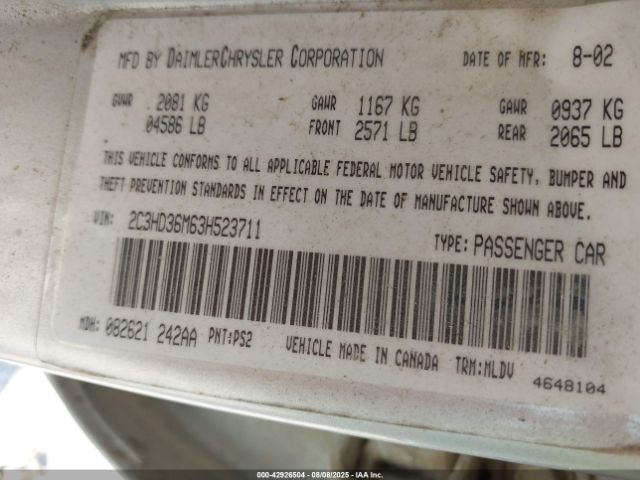 MFD BY DAIMLERCHRYSLER CORPORATION DATE OF MFR: 8-02
GVWR 2081 KG GAWR 1167 KG GAWR 0937 KG
04586 LB FRONT 2571 LB REAR 2065 LB
THIS VEHICLE CONFORMS TO ALL APPLICABLE FEDERAL MOTOR VEHICLE SAFETY, BUMPER AND
THEFT PREVENTION STANDARDS IN EFFECT ON THE DATE OF MANUFACTURE SHOWN ABOVE.
VIN: 2C3HD36M63H523711 TYPE: PASSENGER CAR
MDH: 082621 242AA PNT:PS2 VEHICLE MADE IN CANADA TRM:MLDV
4648104
000-42926504 - 08/08/2025 - IAA Inc.